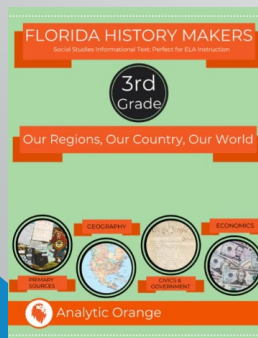 FLORIDA HISTORY MAKERS
Social Studies Informational Text: Perfect for ELA Instruction
3rd
Grade
Our Regions, Our Country, Our World
GEOGRAPHY
ECONOMICS
PRIMARY
SOURCES
CIVICS &
GOVERNMENT
Analytic Orange